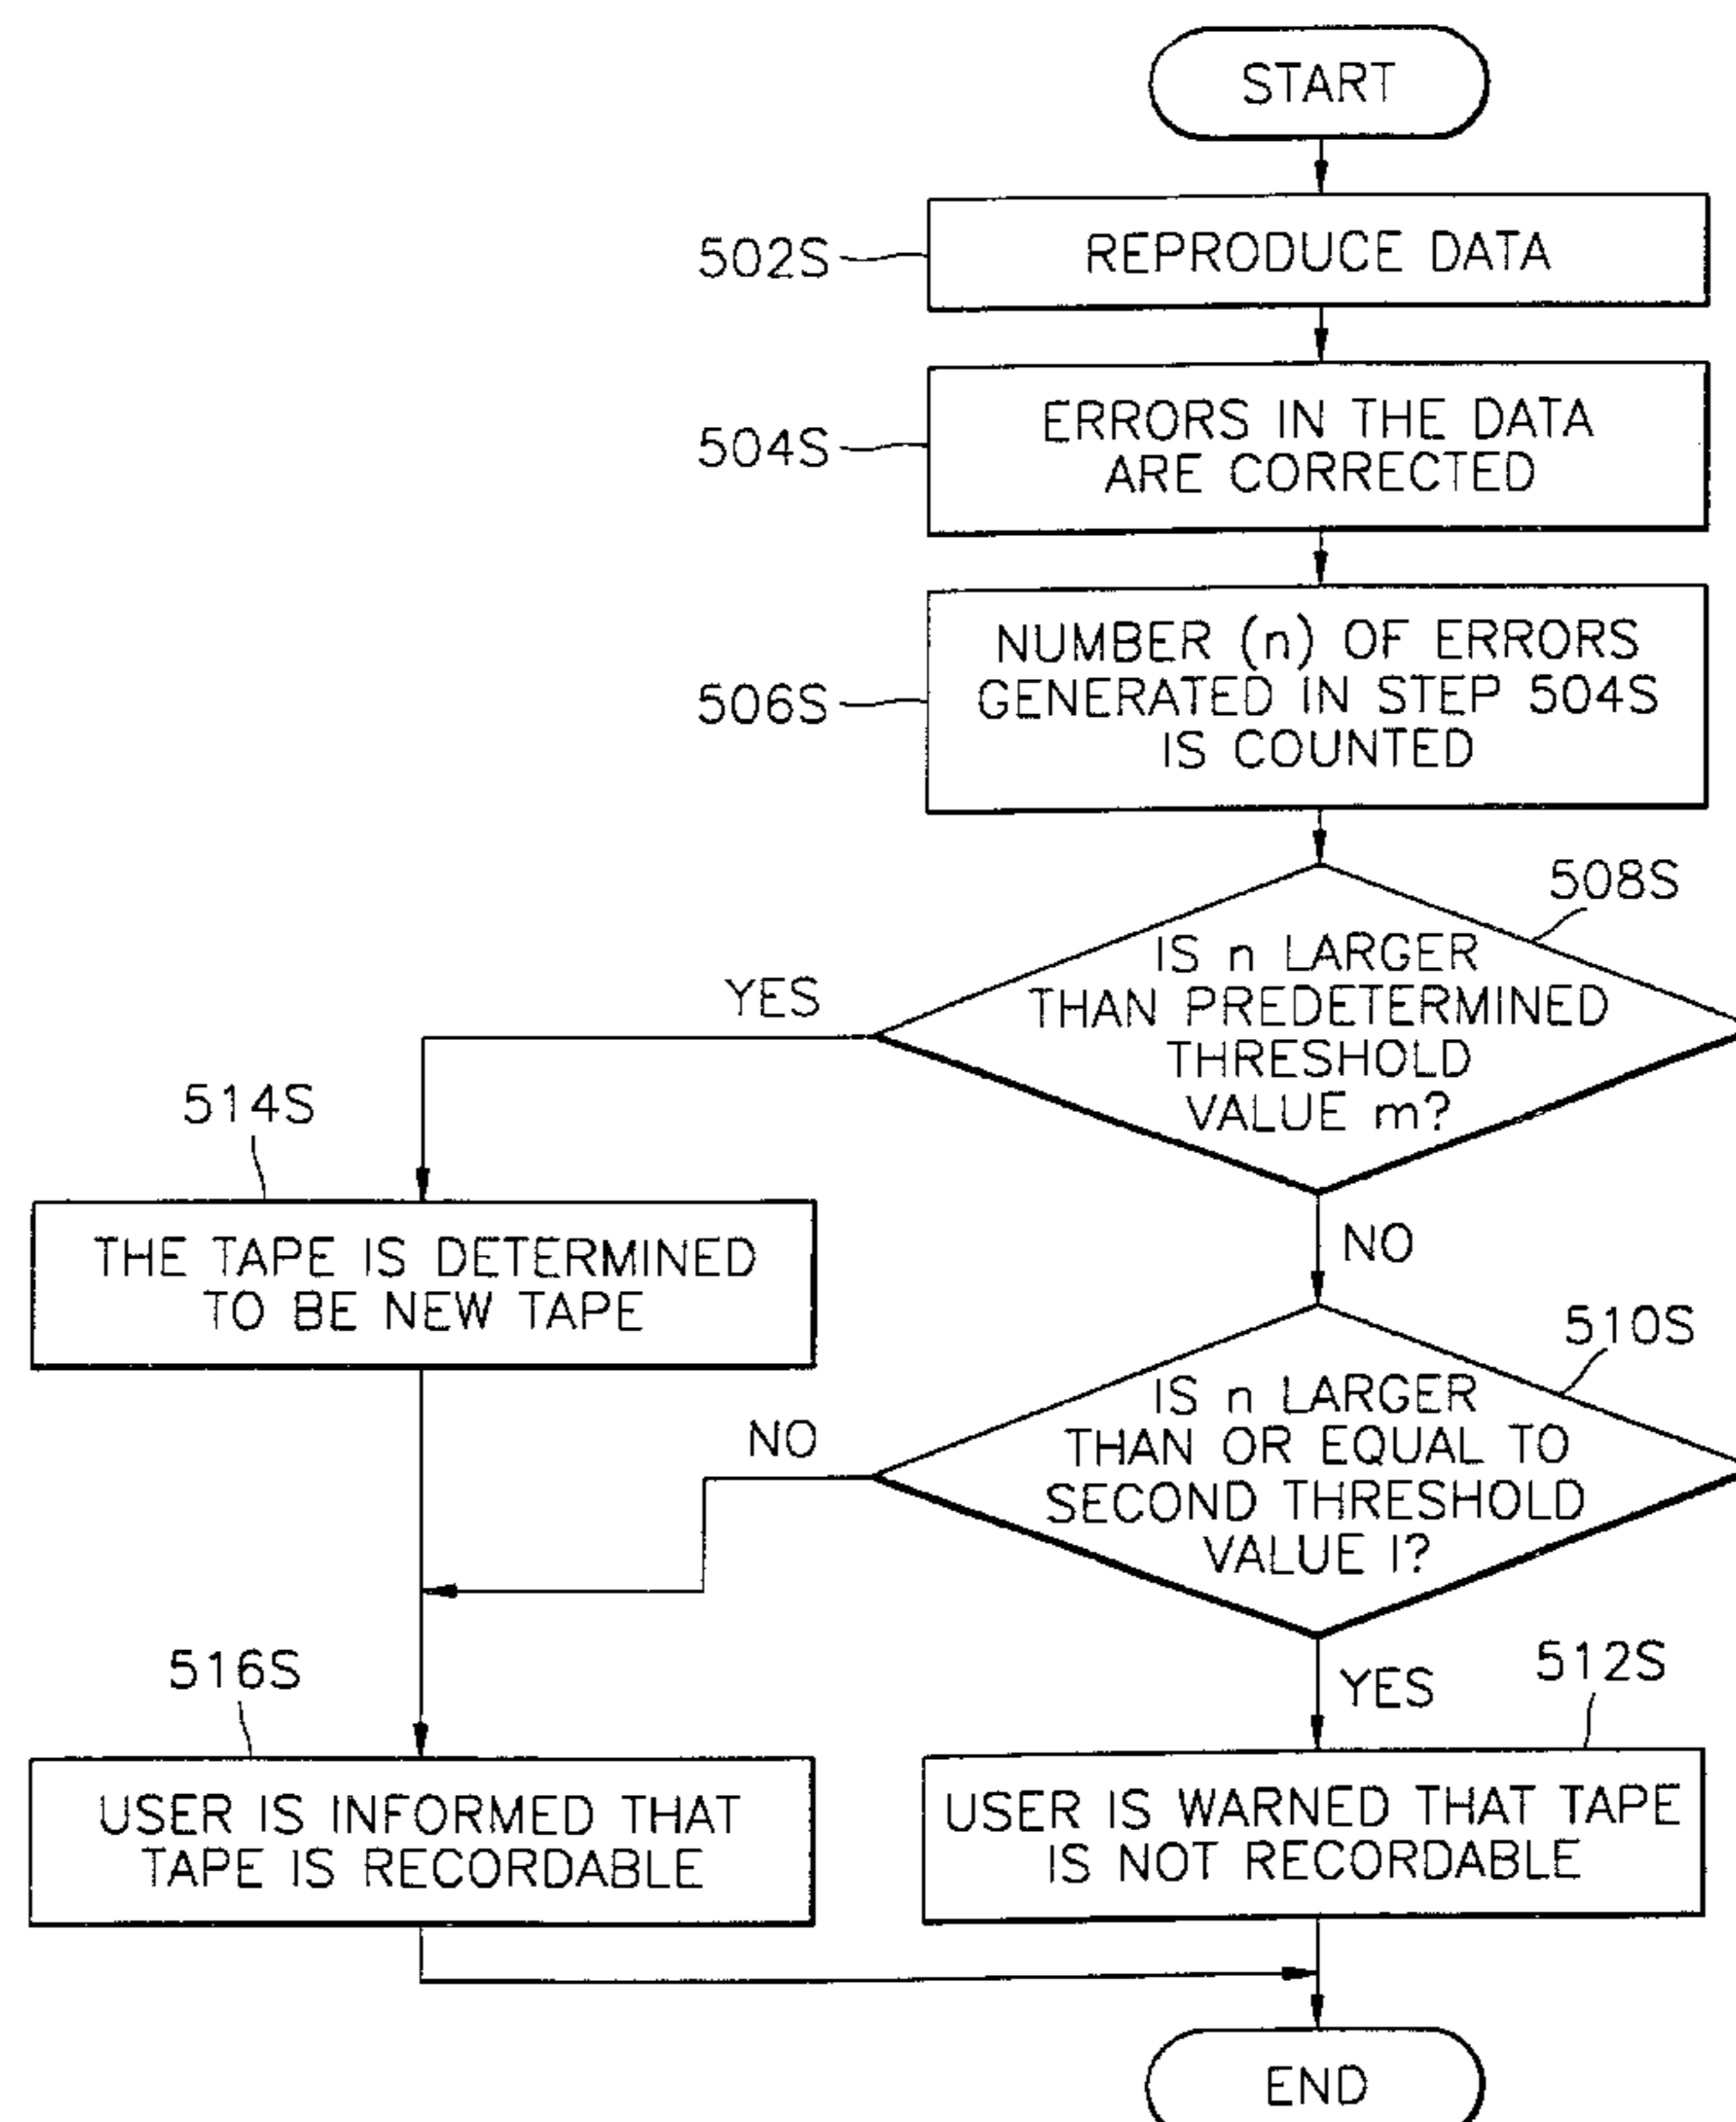 START
502S
REPRODUCE DATA
504S
ERRORS IN THE DATA
ARE CORRECTED
506S
NUMBER (n) OF ERRORS
GENERATED IN STEP 504S
IS COUNTED
508S
IS n LARGER
THAN PREDETERMINED
THRESHOLD
VALUE m?
YES
514S
THE TAPE IS DETERMINED
TO BE NEW TAPE
NO
510S
IS n LARGER
THAN OR EQUAL TO
SECOND THRESHOLD
VALUE l?
NO
516S
USER IS INFORMED THAT
TAPE IS RECORDABLE
YES
512S
USER IS WARNED THAT TAPE
IS NOT RECORDABLE
END